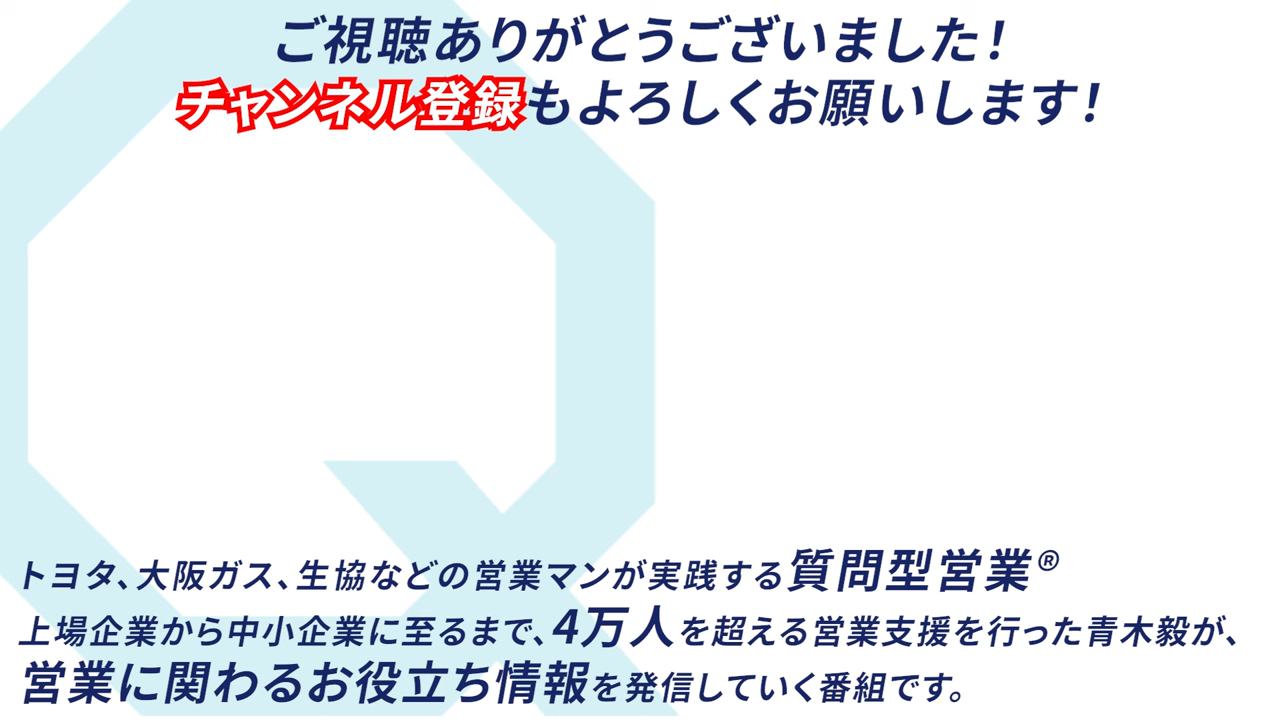 ご視聴ありがとうございました！
チャンネル登録もよろしくお願いします！
トヨタ、大阪ガス、生協などの営業マンが実践する質問型営業®
上場企業から中小企業に至るまで、4万人を超える営業支援を行った青木毅が、
営業に関わるお役立ち情報を発信していく番組です。